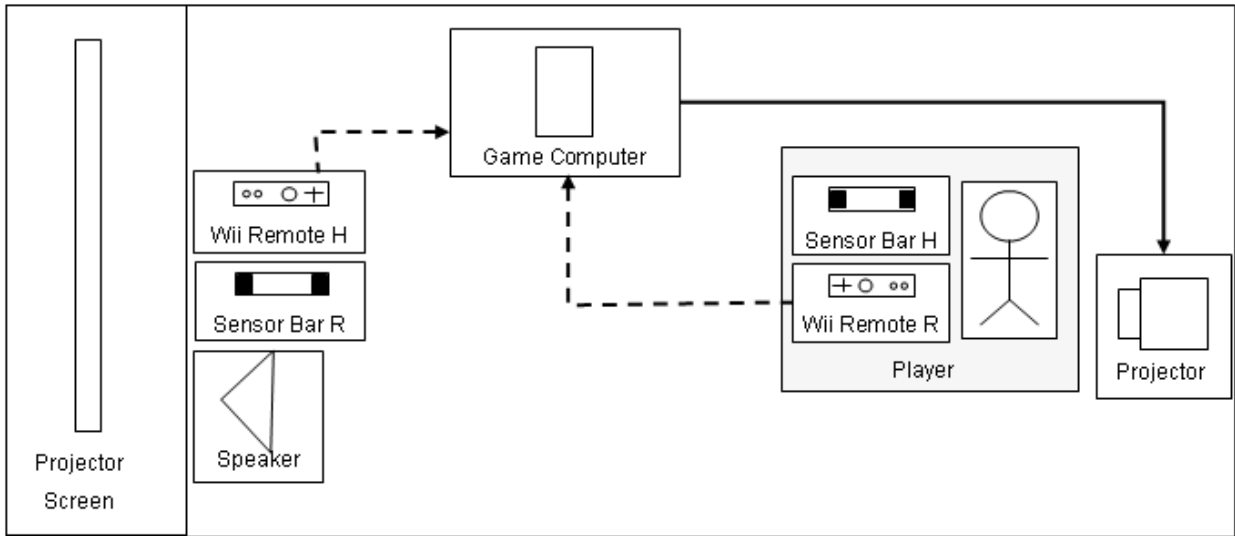 Game Computer
Wii Remote H
Sensor Bar H
Sensor Bar R
Wii Remote R
Player
Projector
Speaker
Projector
Screen